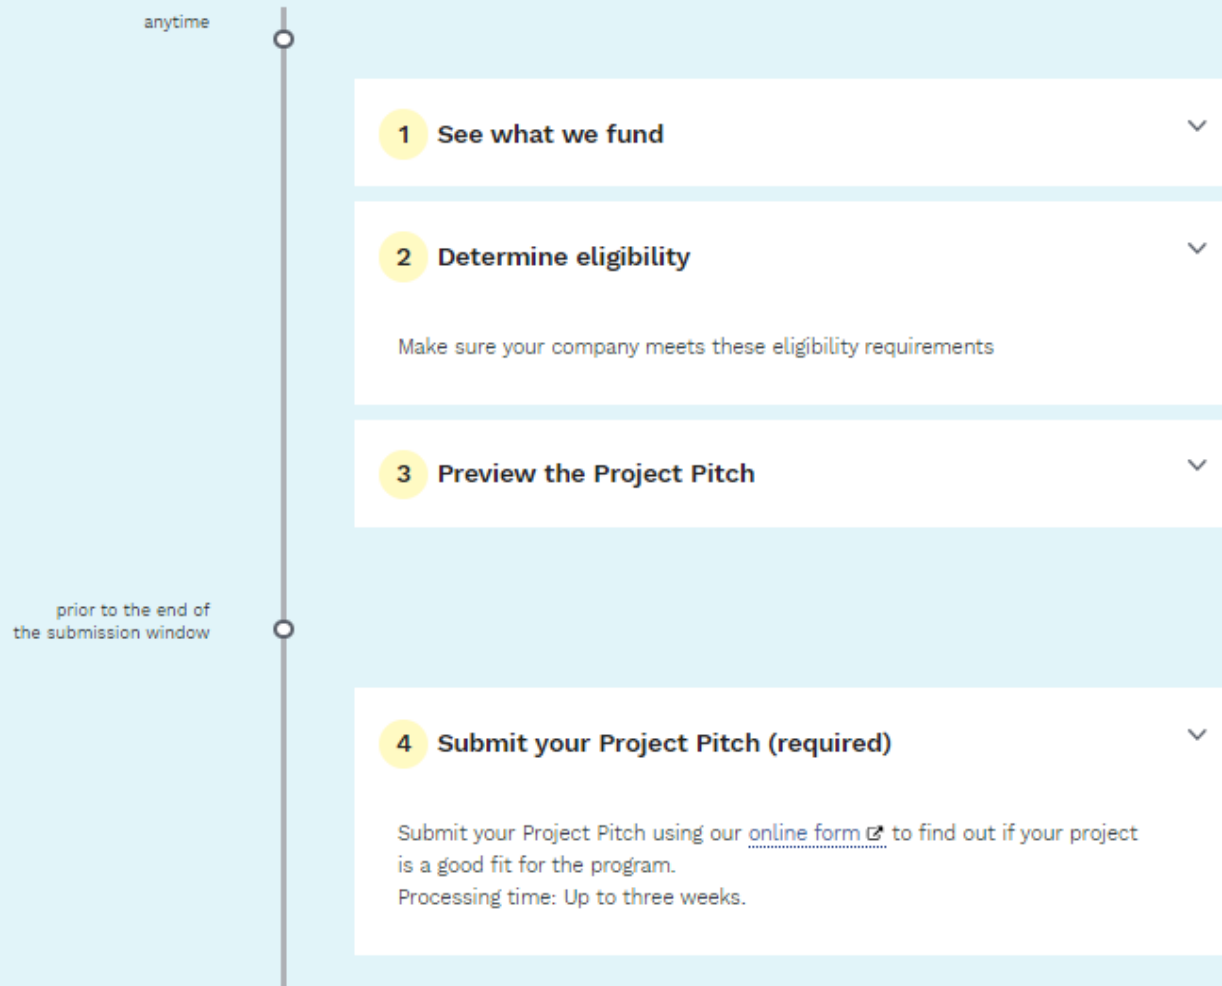 anytime
1 See what we fund
2 Determine eligibility
Make sure your company meets these eligibility requirements
3 Preview the Project Pitch
prior to the end of
the submission window
4 Submit your Project Pitch (required)
Submit your Project Pitch using our online form to find out if your project
is a good fit for the program.
Processing time: Up to three weeks.